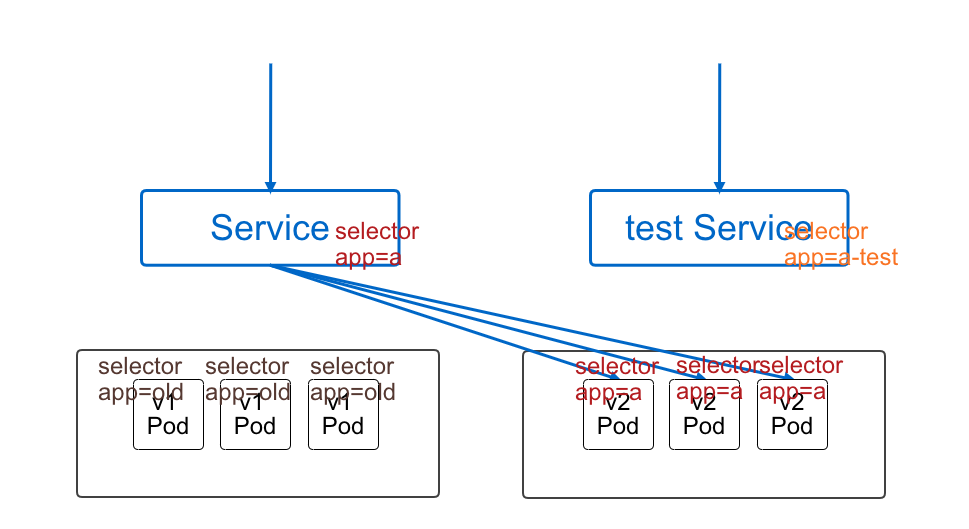 Service
selector
app=a
test Service
selector
app=a-test
selector
app=old
v1
Pod
selector
app=old
v1
Pod
selector
app=old
v1
Pod
selector
app=a
v2
Pod
selector
app=a
v2
Pod
selector
app=a
v2
Pod